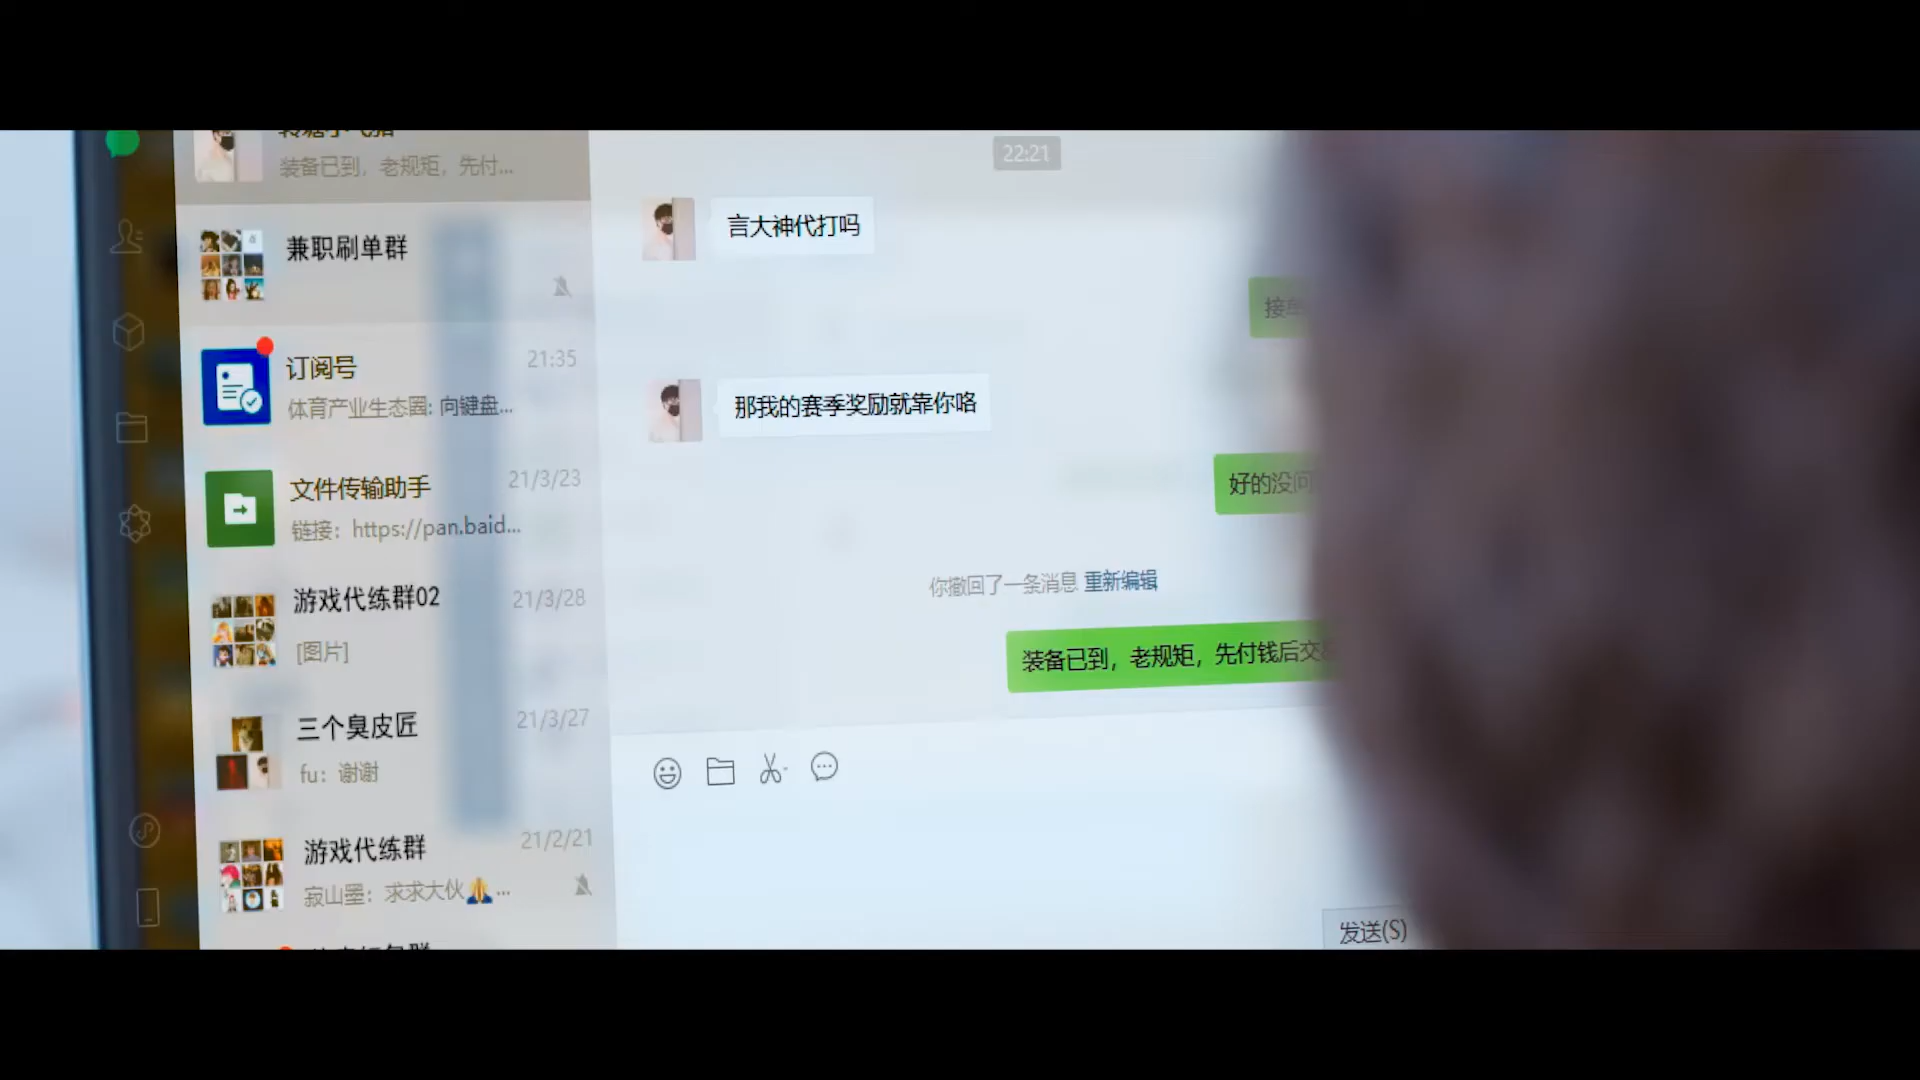 装备已到，老规矩，先付...
兼职刷单群
订阅号
21:35
体育产业生态圈: 向键盘...
文件传输助手
21/3/23
链接：https://pan.baid...
游戏代练群02
21/3/28
[图片]
三个臭皮匠
21/3/27
fu：谢谢
游戏代练群
21/2/21
寂山墨：求求大伙🙏...
22:21
言大神代打吗
接单
那我的赛季奖励就靠你咯
好的没问
你撤回了一条消息 重新编辑
装备已到，老规矩，先付钱后交
发送(S)